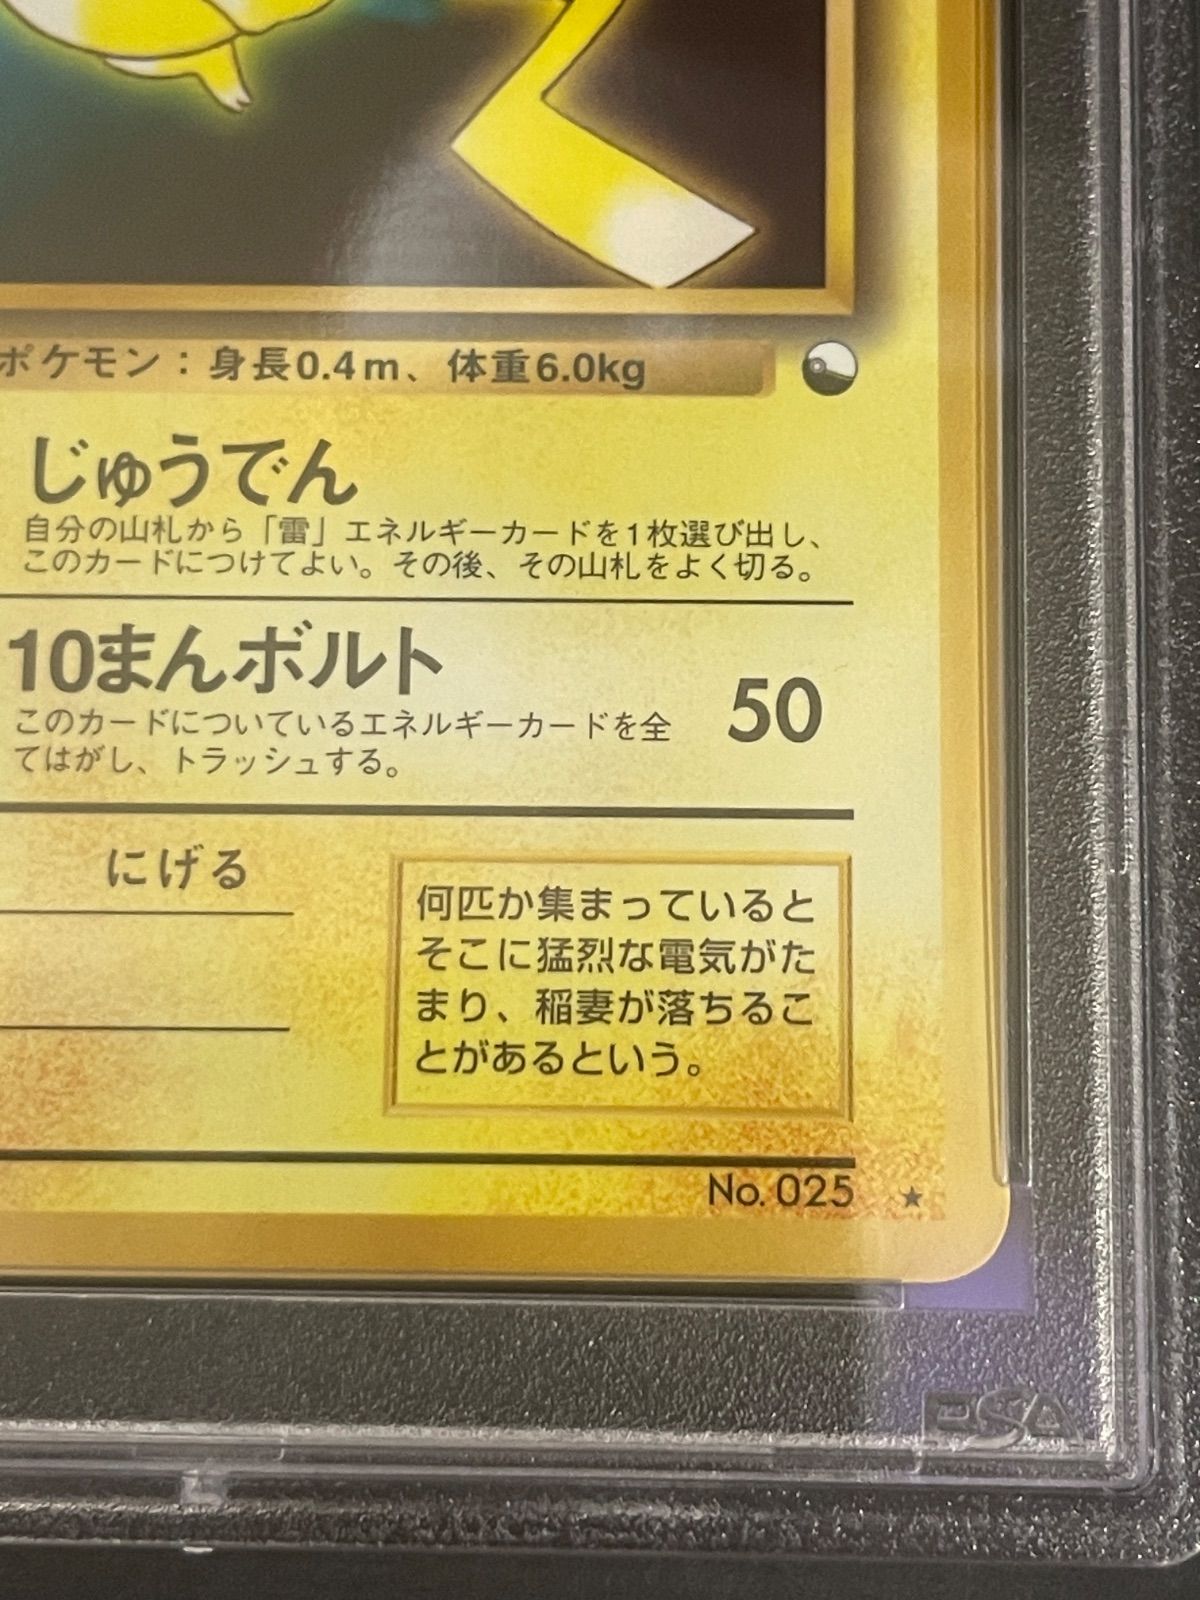 ポケモン：身長0.4m、体重6.0kg
じゅうでん
自分の山札から「雷」エネルギーカードを1枚選び出し、
このカードにつけてよい。その後、その山札をよく切る。
10まんボルト
50
このカードについているエネルギーカードを全
てはがし、トラッシュする。
にげる
何匹か集まっていると
そこに猛烈な電気がた
まり、稲妻が落ちるこ
とがあるという。
No. 025 ★
PSA